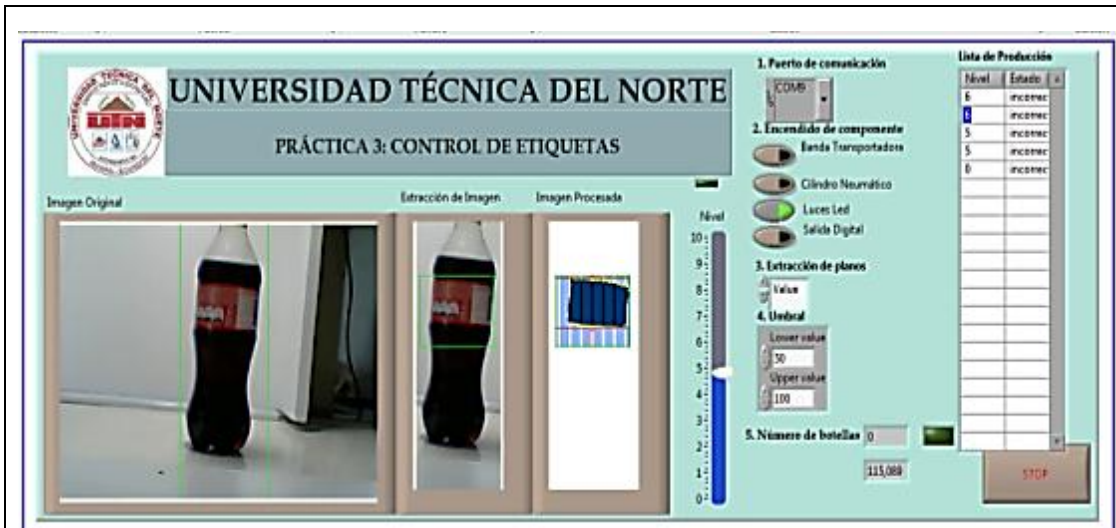 UNIVERSIDAD TÉCNICA DEL NORTE
PRÁCTICA 3: CONTROL DE ETIQUETAS
UTN
Imagen Original
Extracción de Imagen
Imagen Procesada
Nivel
10
9
8
7
6
5
4
3
2
1
0
1. Puerto de comunicación
COM9
2. Encendido de componente
Banda Transportadora
Cilindro Neumático
Luces Led
Salida Digital
3. Extracción de planos
Value
4. Umbral
Lower value
30
Upper value
100
5. Número de botellas 0
115,089
Lista de Producción
Nivel Estado
6 incorrec
6 incorrec
5 incorrec
5 incorrec
0 incorrec
STOP